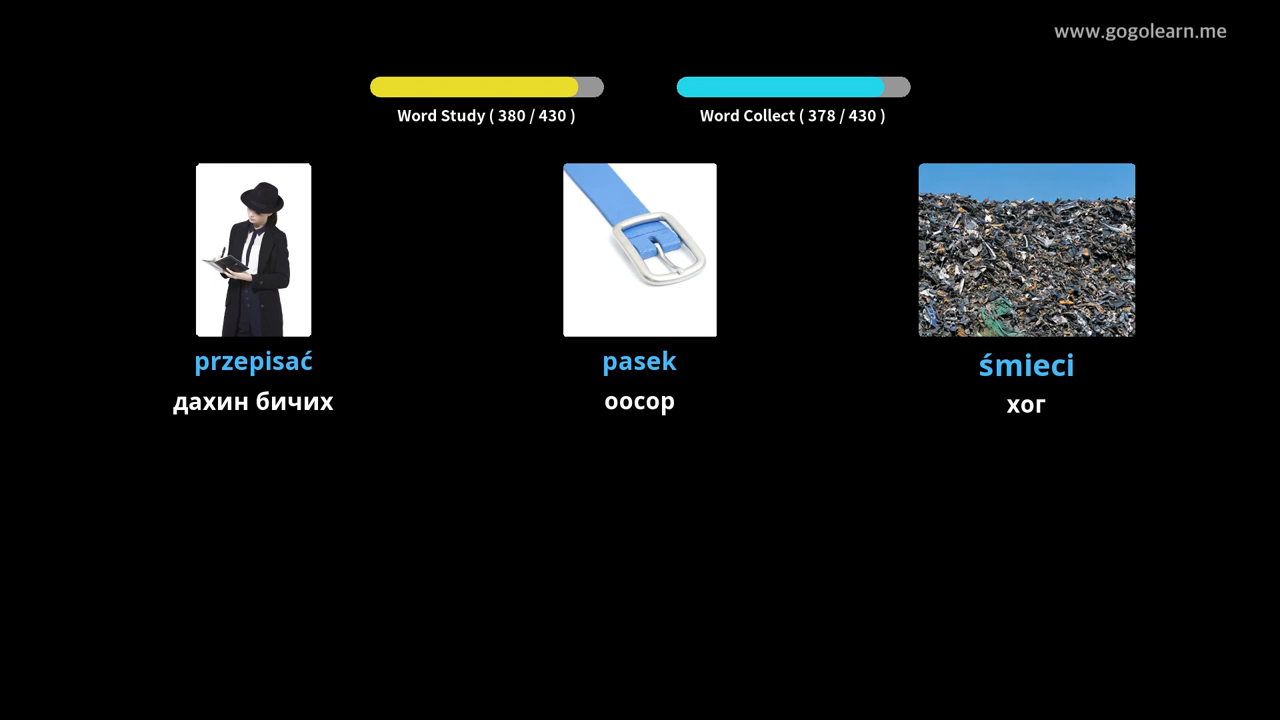 www.gogolearn.me
Word Study ( 380 / 430 )
Word Collect ( 378 / 430 )
przepisać
pasek
śmieci
дахин бичих
оосор
хог